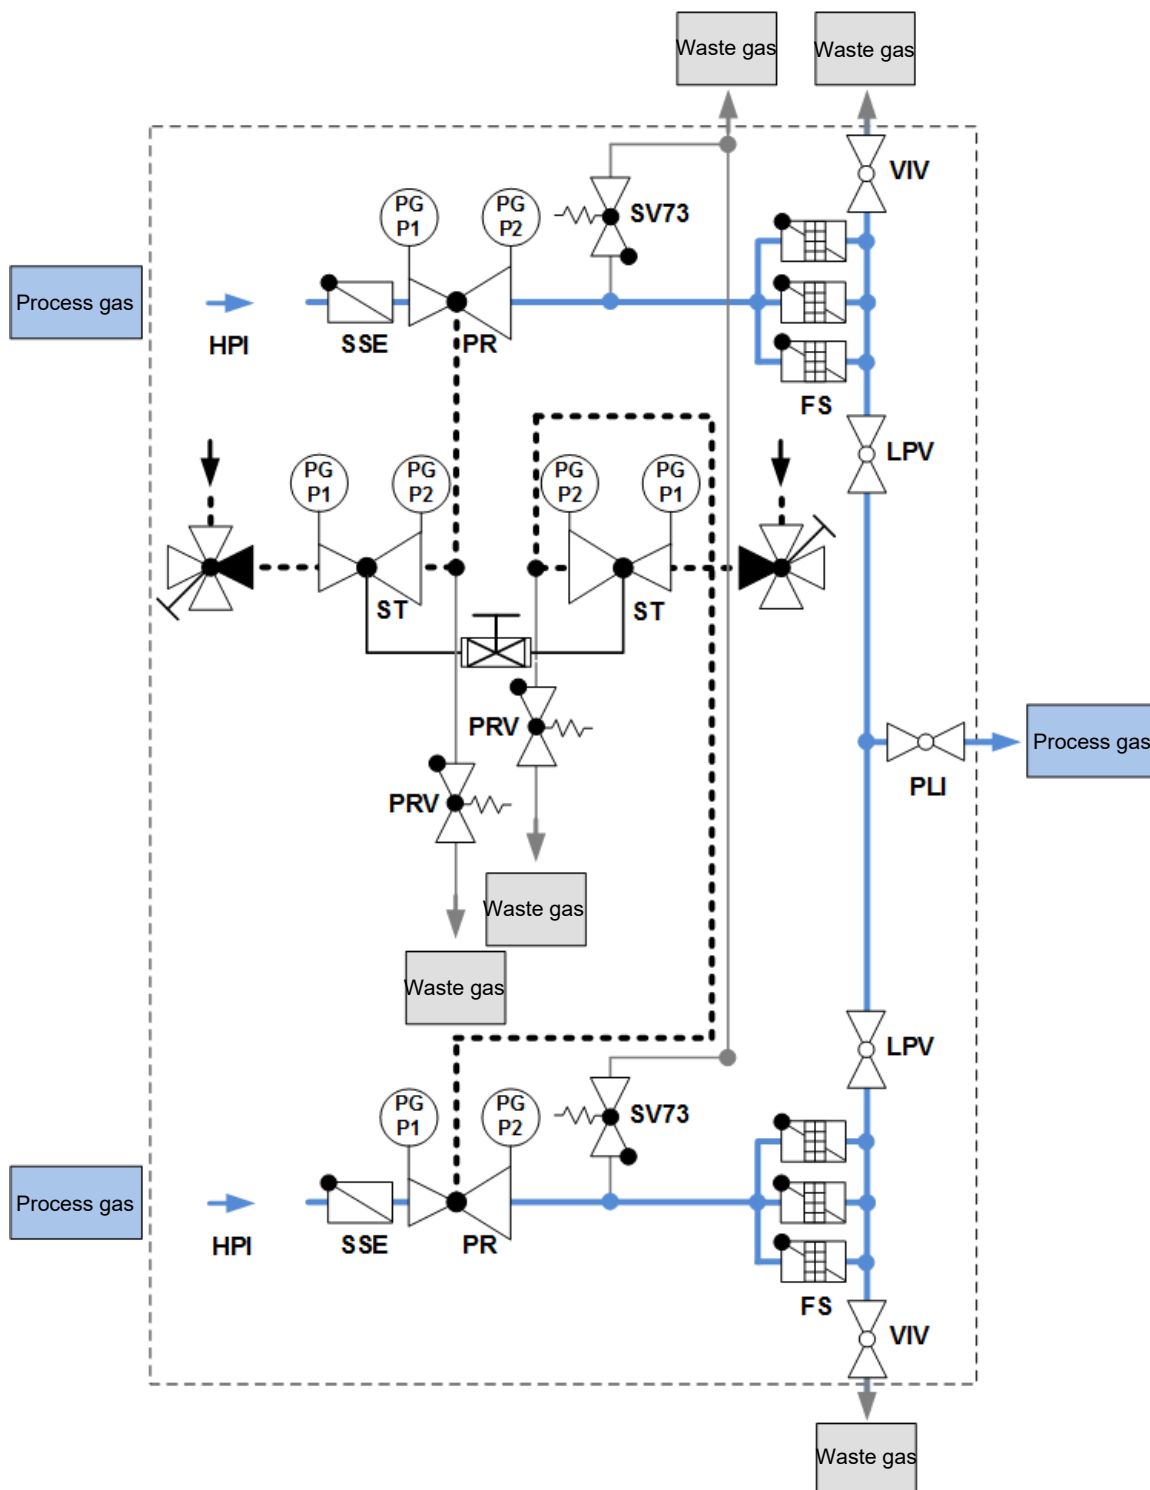 Waste gas
Waste gas
VIV
PG
P1
PG
P2
SV73
Process gas
HPI
SSE
PR
FS
LPV
PG
P1
PG
P2
PG
P2
PG
P1
ST
ST
PRV
Process gas
PLI
PRV
Waste gas
Waste gas
LPV
PG
P1
PG
P2
SV73
Process gas
HPI
SSE
PR
FS
VIV
Waste gas